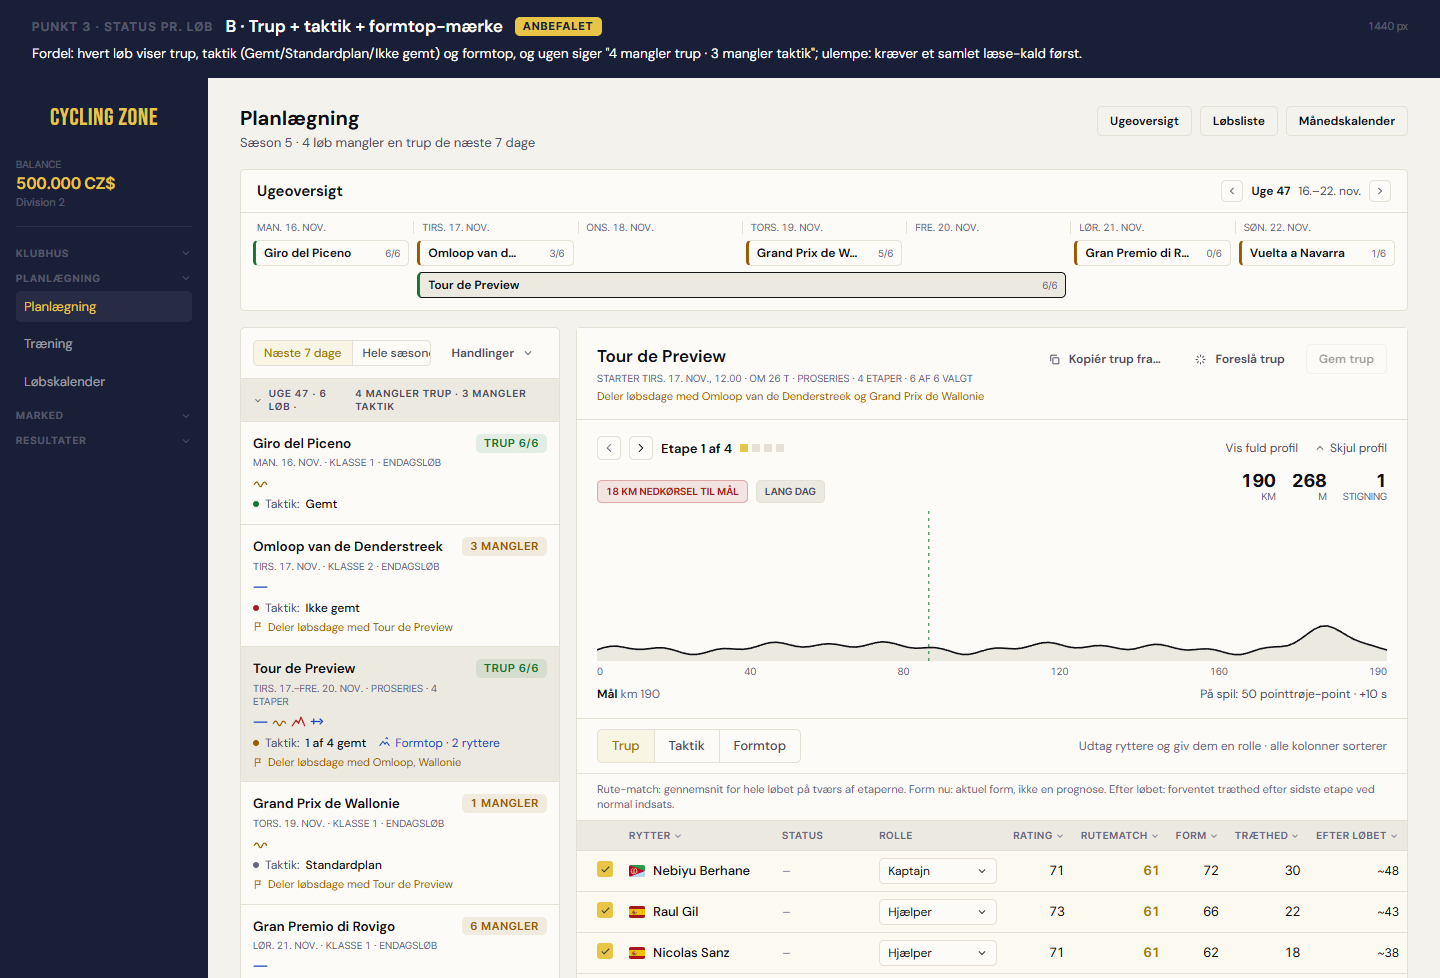 PUNKT 3 · STATUS PR. LØB B · Trup + taktik + formtop-mærke ANBEFALET 1440 px
Fordel: hvert løb viser trup, taktik (Gemt/Standardplan/Ikke gemt) og formtop, og ugen siger "4 mangler trup · 3 mangler taktik"; ulempe: kræver et samlet læse-kald først.
CYCLING ZONE
BALANCE
500.000 CZ$
Division 2
KLUBHUS
PLANLÆGNING
Planlægning
Træning
Løbskalender
MARKED
RESULTATER
Planlægning
Sæson 5 · 4 løb mangler en trup de næste 7 dage
Ugeoversigt Løbsliste Månedskalender
Ugeoversigt
Uge 47 16.–22. nov.
MAN. 16. NOV. TIRS. 17. NOV. ONS. 18. NOV. TORS. 19. NOV. FRE. 20. NOV. LØR. 21. NOV. SØN. 22. NOV.
Giro del Piceno 6/6 Omloop van d... 3/6 Grand Prix de W... 5/6 Gran Premio di R... 0/6 Vuelta a Navarra 1/6
Tour de Preview 6/6
Næste 7 dage Hele sæson Handlinger
UGE 47 · 6 LØB · 4 MANGLER TRUP · 3 MANGLER TAKTIK
Giro del Piceno TRUP 6/6
MAN. 16. NOV. · KLASSE 1 · ENDAGSLØB
Taktik: Gemt
Omloop van de Denderstreek 3 MANGLER
TIRS. 17. NOV. · KLASSE 2 · ENDAGSLØB
Taktik: Ikke gemt
Deler løbsdage med Tour de Preview
Tour de Preview TRUP 6/6
TIRS. 17.–FRE. 20. NOV. · PROSERIES · 4
ETAPER
Taktik: 1 af 4 gemt Formtop · 2 ryttere
Deler løbsdage med Omloop, Wallonie
Grand Prix de Wallonie 1 MANGLER
TORS. 19. NOV. · KLASSE 1 · ENDAGSLØB
Taktik: Standardplan
Deler løbsdage med Tour de Preview
Gran Premio di Rovigo 6 MANGLER
LØR. 21. NOV. · KLASSE 1 · ENDAGSLØB
Tour de Preview
STARTER TIRS. 17. NOV., 12.00 · OM 26 T · PROSERIES · 4 ETAPER · 6 AF 6 VALGT
Deler løbsdage med Omloop van de Denderstreek og Grand Prix de Wallonie
Kopiér trup fra... Foreslå trup Gem trup
Etape 1 af 4
Vis fuld profil Skjul profil
18 KM NEDKØRSEL TIL MÅL LANG DAG
190 268 1
KM M STIGNING
0 40 80 120 160 190
Mål km 190 På spil: 50 pointtrøje-point · +10 s
Trup Taktik Formtop
Udtag ryttere og giv dem en rolle · alle kolonner sorterer
Rute-match: gennemsnit for hele løbet på tværs af etaperne. Form nu: aktuel form, ikke en prognose. Efter løbet: forventet træthed efter sidste etape ved
normal indsats.
RYTTER STATUS ROLLE RATING RUTEMATCH FORM TRÆTHED EFTER LØBET
Nebiyu Berhane – Kaptajn 71 61 72 30 ~48
Raul Gil – Hjælper 73 61 66 22 ~43
Nicolas Sanz – Hjælper 71 61 62 18 ~38